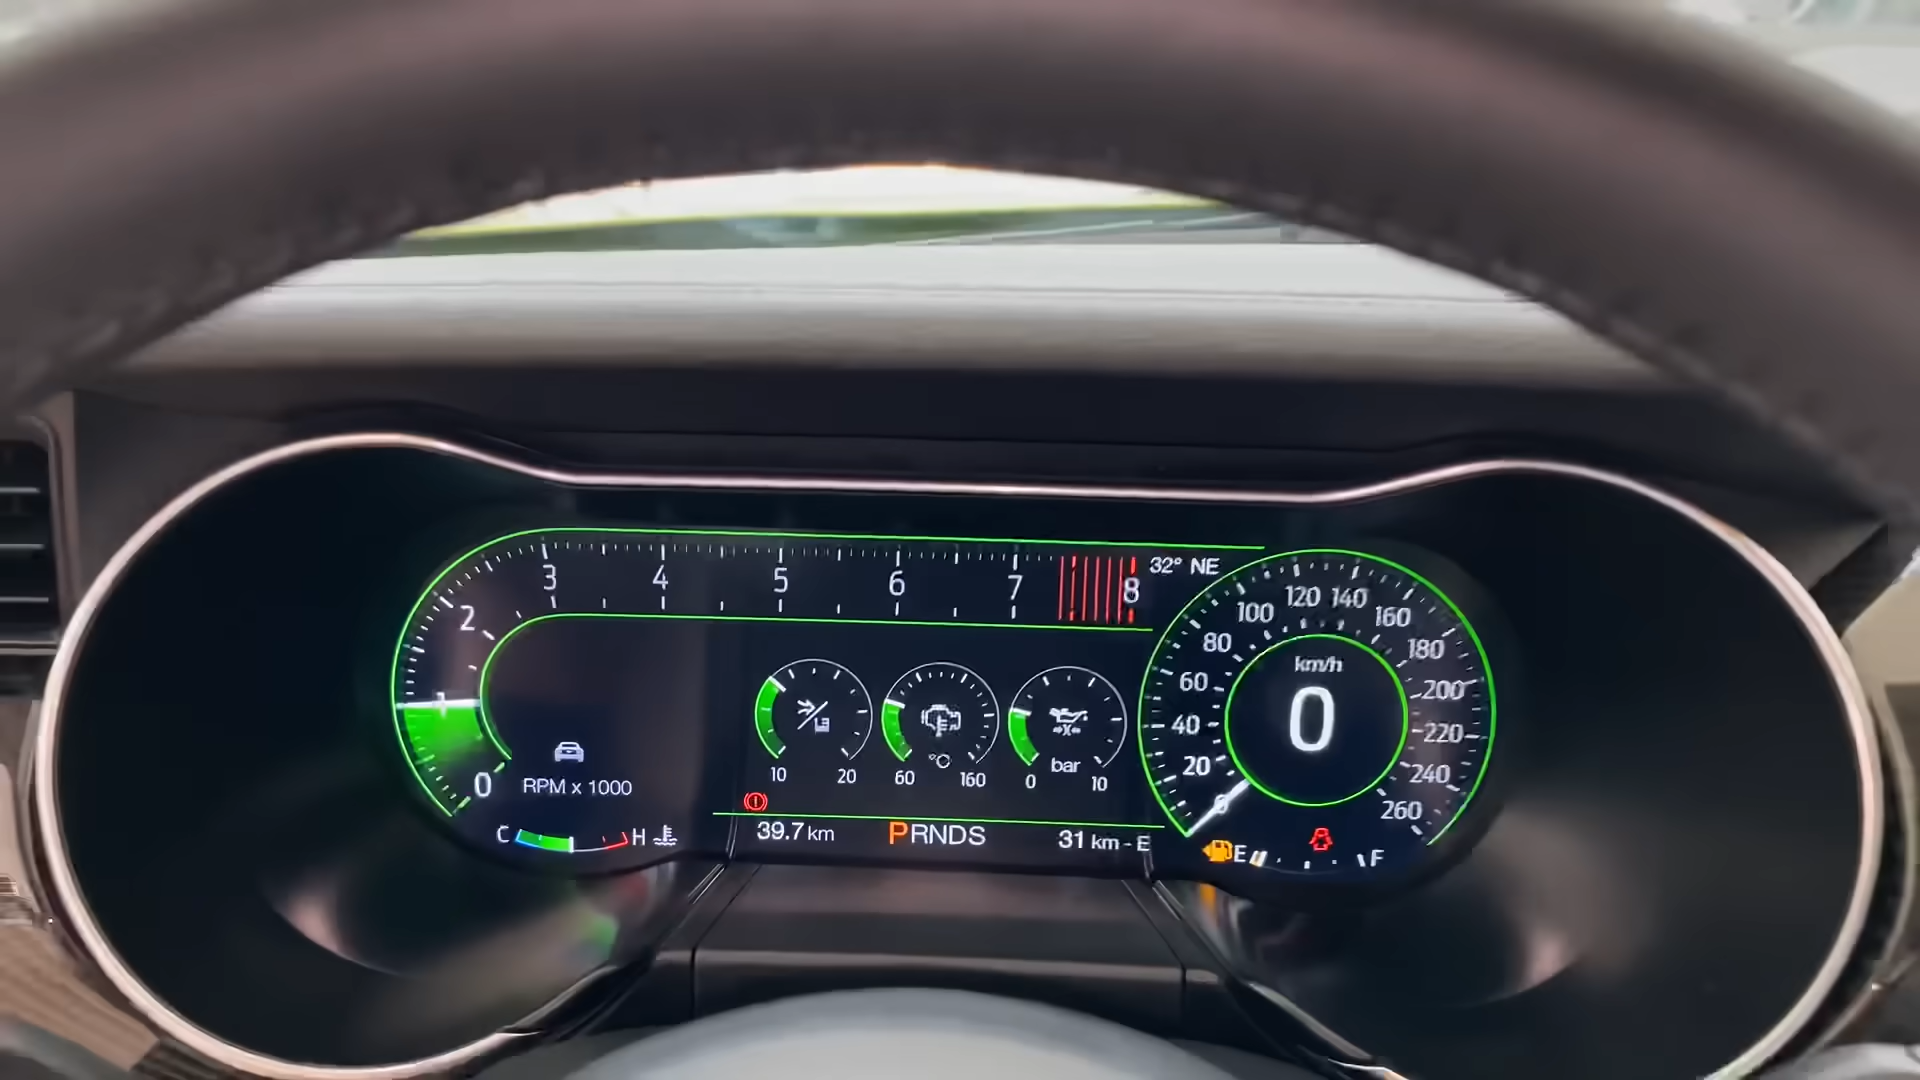 3 4 5 6 7 8
32° NE
2
1
0
RPM x 1000
C H
10 20
°C
60 160
bar
0 10
39.7 km
PRNDS
31 km - E
km/h
0
0 20 40 60 80 100 120 140 160 180 200 220 240 260
E F